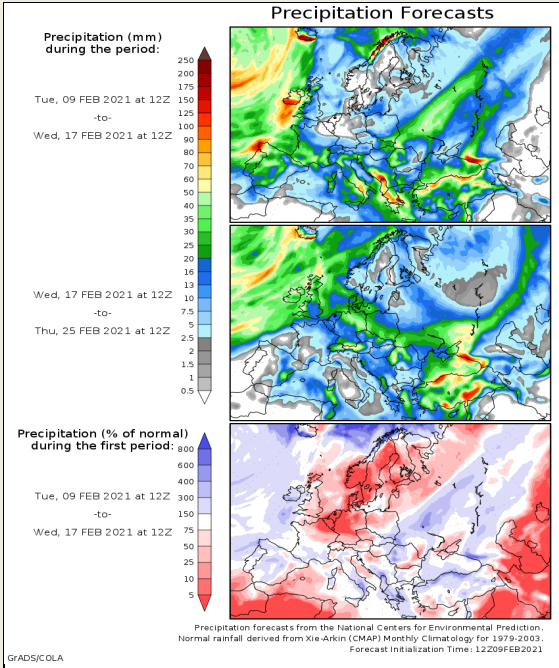 Precipitation Forecasts
Precipitation (mm)
during the period:
250
200
175
150
125
100
90
80
70
60
50
40
35
30
25
20
16
13
10
7.5
5
2.5
2
1.5
1
0.5
Tue, 09 FEB 2021 at 12Z
-to-
Wed, 17 FEB 2021 at 12Z
Wed, 17 FEB 2021 at 12Z
-to-
Thu, 25 FEB 2021 at 12Z
Precipitation (% of normal)
during the first period:
800
600
400
300
150
75
50
25
10
5
Tue, 09 FEB 2021 at 12Z
-to-
Wed, 17 FEB 2021 at 12Z
Precipitation forecasts from the National Centers for Environmental Prediction.
Normal rainfall derived from Xie-Arkin (CMAP) Monthly Climatology for 1979-2003.
Forecast Initialization Time: 12Z09FEB2021
GrADS/COLA